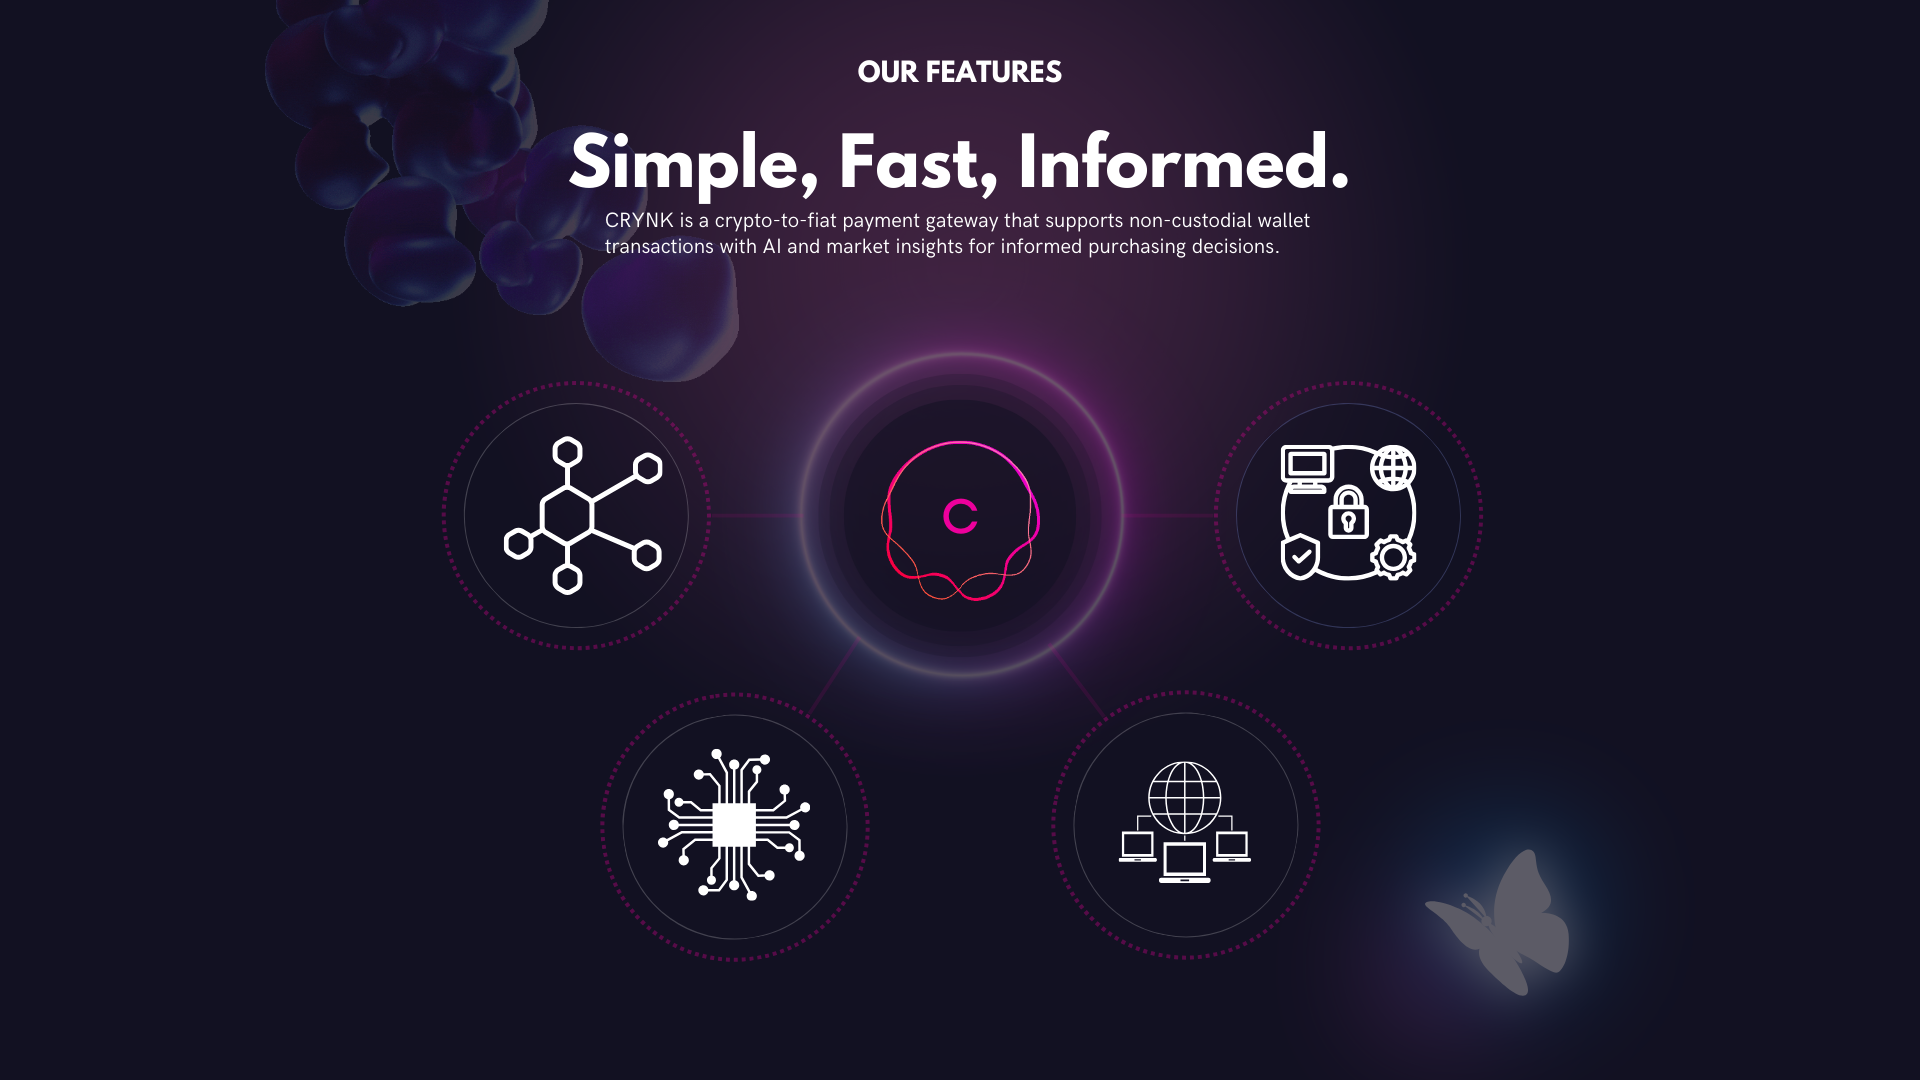 OUR FEATURES
Simple, Fast, Informed.
CRYNK is a crypto-to-fiat payment gateway that supports non-custodial wallet
transactions with AI and market insights for informed purchasing decisions.
C